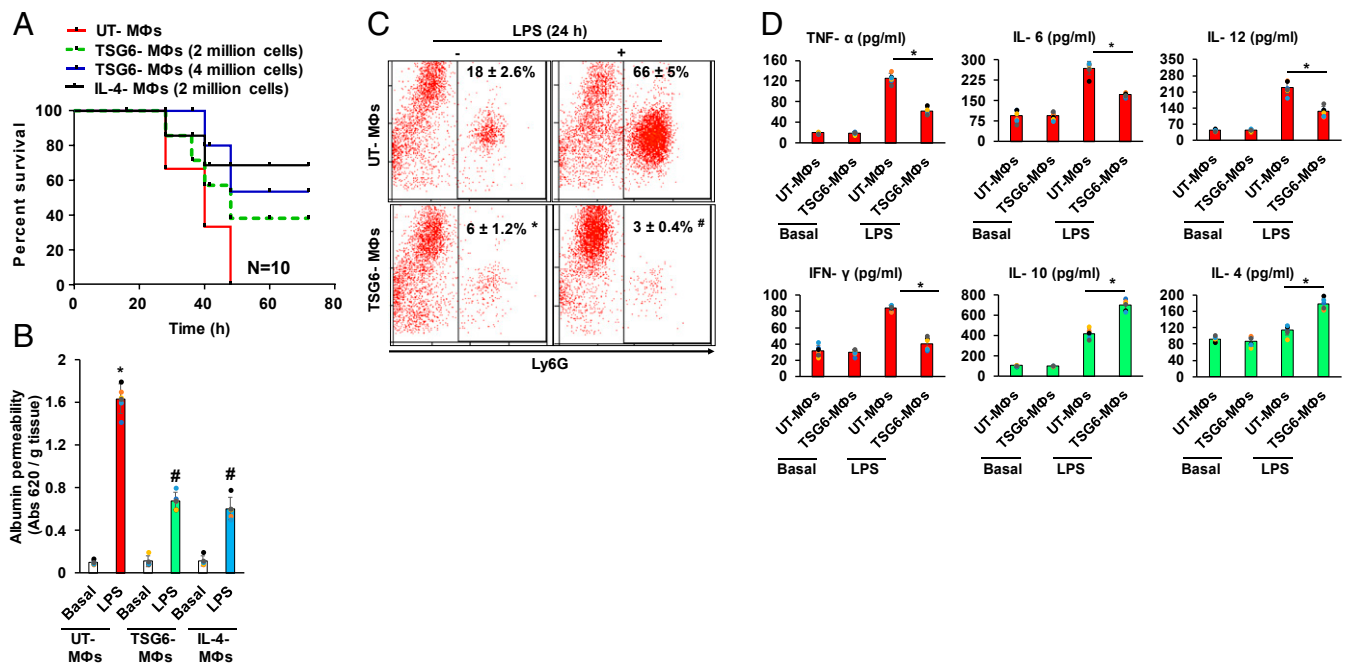 A
UT- MΦs
TSG6- MΦs (2 million cells)
TSG6- MΦs (4 million cells)
IL-4- MΦs (2 million cells)
Percent survival
100
80
60
40
20
0
N=10
0 20 40 60 80
Time (h)
B
Albumin permeability
(Abs 620 / g tissue)
2
1.6
1.2
0.8
0.4
0
*
#
#
Basal LPS Basal LPS Basal LPS
UT- TSG6- IL-4-
MΦs MΦs MΦs
C
LPS (24 h)
- +
UT- MΦs
18 ± 2.6% 66 ± 5%
TSG6- MΦs
6 ± 1.2% * 3 ± 0.4% #
Ly6G
D
TNF- α (pg/ml)
160
120
80
40
0
*
UT-MΦs TSG6-MΦs UT-MΦs TSG6-MΦs
Basal LPS
IL- 6 (pg/ml)
300
225
150
75
0
*
UT-MΦs TSG6-MΦs UT-MΦs TSG6-MΦs
Basal LPS
IL- 12 (pg/ml)
350
280
210
140
70
0
*
UT-MΦs TSG6-MΦs UT-MΦs TSG6-MΦs
Basal LPS
IFN- γ (pg/ml)
100
80
60
40
20
0
*
UT-MΦs TSG6-MΦs UT-MΦs TSG6-MΦs
Basal LPS
IL- 10 (pg/ml)
800
600
400
200
0
*
UT-MΦs TSG6-MΦs UT-MΦs TSG6-MΦs
Basal LPS
IL- 4 (pg/ml)
200
160
120
80
40
0
*
UT-MΦs TSG6-MΦs UT-MΦs TSG6-MΦs
Basal LPS